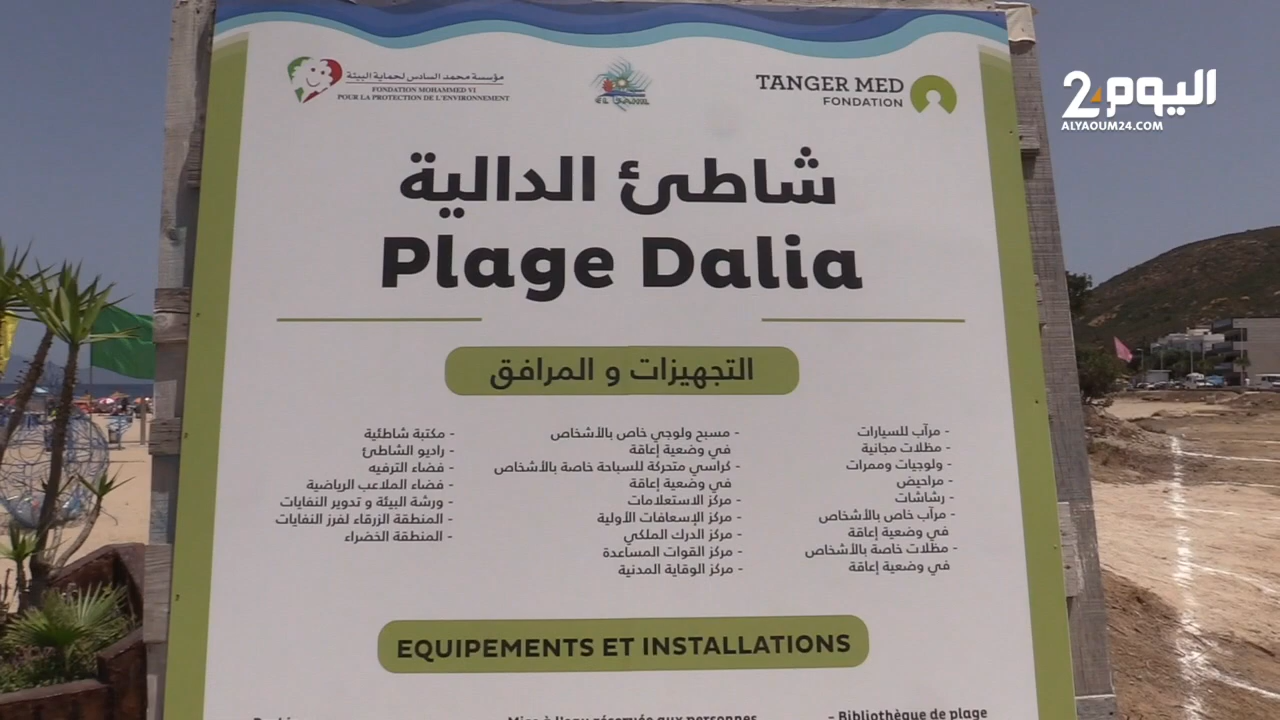 مؤسسة محمد السادس لحماية البيئة
FONDATION MOHAMMED VI
POUR LA PROTECTION DE L'ENVIRONNEMENT
TANGER MED
FONDATION
اليوم 24
ALYAOUM24.COM
شاطئ الدالية
Plage Dalia
التجهيزات و المرافق
- مرآب للسيارات
- مظلات مجانية
- ولوجيات وممرات
- مراحيض
- رشاشات
- مرآب خاص بالأشخاص
في وضعية إعاقة
- مظلات خاصة بالأشخاص
في وضعية إعاقة
- مسبح ولوجي خاص بالأشخاص
في وضعية إعاقة
- كراسي متحركة للسباحة خاصة بالأشخاص
في وضعية إعاقة
- مركز الاستعلامات
- مركز الإسعافات الأولية
- مركز الدرك الملكي
- مركز القوات المساعدة
- مركز الوقاية المدنية
- مكتبة شاطئية
- راديو الشاطئ
- فضاء الترفيه
- فضاء الملاعب الرياضية
- ورشة البيئة و تدوير النفايات
- المنطقة الزرقاء لفرز النفايات
- المنطقة الخضراء
EQUIPEMENTS ET INSTALLATIONS
Mise à l'eau réservée aux personnes
- Bibliothèque de plage